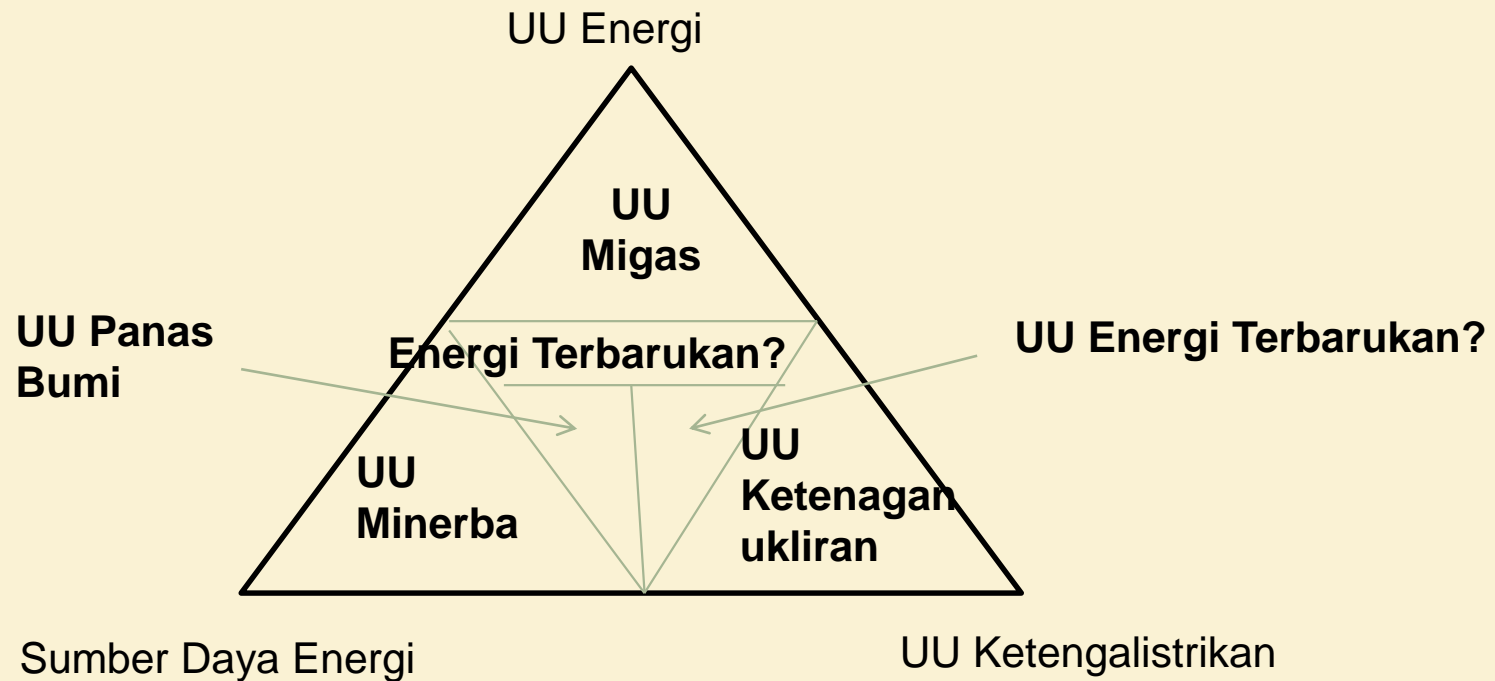 UU Energi
UU
Migas
UU Panas
Bumi
Energi Terbarukan?
UU Energi Terbarukan?
UU
Minerba
UU
Ketenagan
ukliran
Sumber Daya Energi
UU Ketengalistrikan